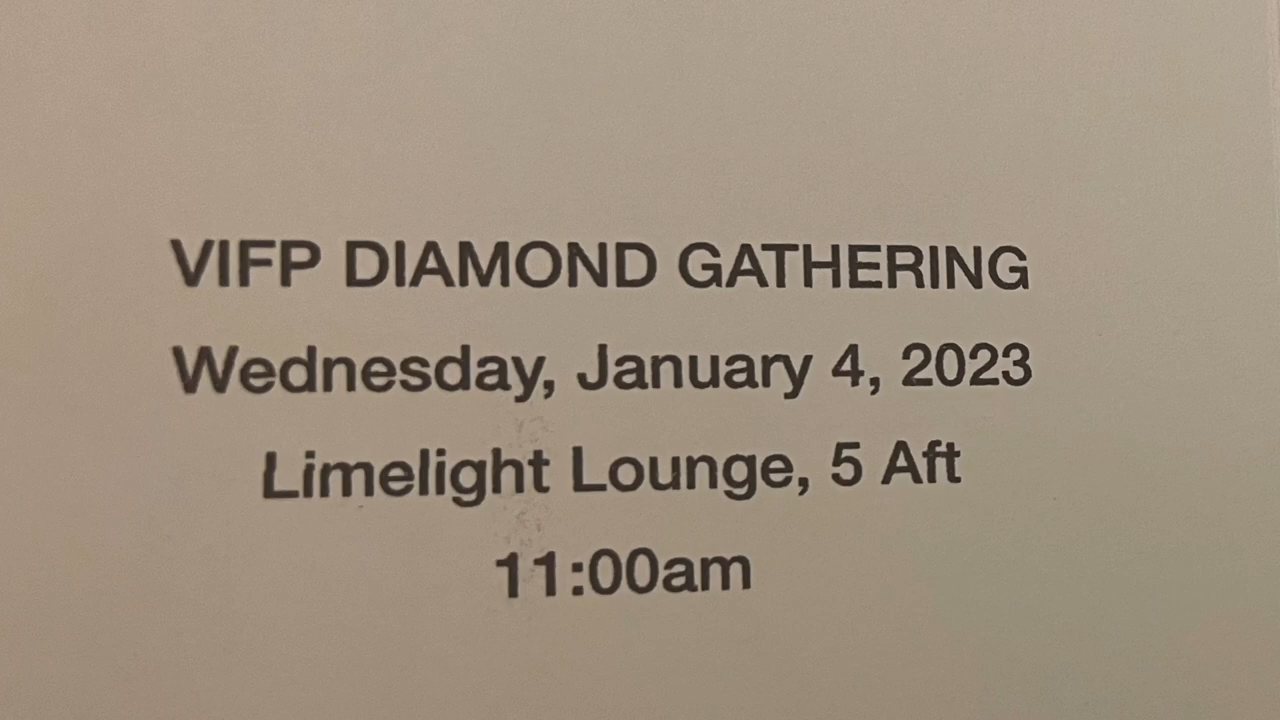 VIFP DIAMOND GATHERING
Wednesday, January 4, 2023
Limelight Lounge, 5 Aft
11:00am